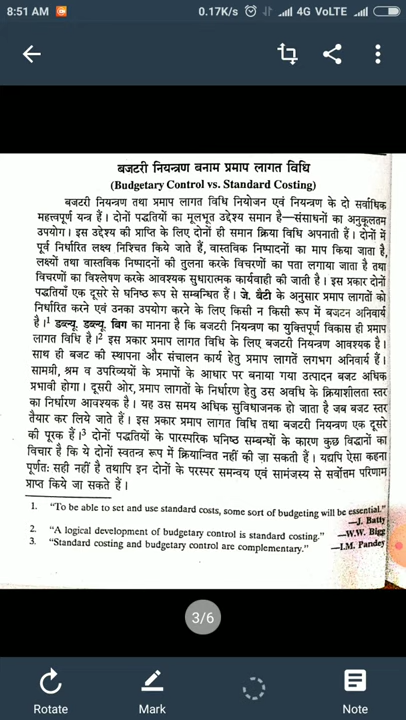 8:51 AM 0.17K/s 4G VoLTE
बजटरी नियन्त्रण बनाम प्रमाप लागत विधि
(Budgetary Control vs. Standard Costing)
बजटरी नियन्त्रण तथा प्रमाप लागत विधि नियोजन एवं नियन्त्रण के दो सर्वाधिक
महत्त्वपूर्ण यन्त्र हैं। दोनों पद्धतियों का मूलभूत उद्देश्य समान है—संसाधनों का अनुकूलतम
उपयोग। इस उद्देश्य की प्राप्ति के लिए दोनों ही समान क्रिया विधि अपनाती हैं। दोनों में
पूर्व निर्धारित लक्ष्य निश्चित किये जाते हैं, वास्तविक निष्पादनों का माप किया जाता है,
लक्ष्यों तथा वास्तविक निष्पादनों की तुलना करके विचरणों का पता लगाया जाता है तथा
विचरणों का विश्लेषण करके आवश्यक सुधारात्मक कार्यवाही की जाती है। इस प्रकार दोनों
पद्धतियाँ एक दूसरे से घनिष्ठ रूप से सम्बन्धित हैं। जे. बैटी के अनुसार प्रमाप लागतों को
निर्धारित करने एवं उनका उपयोग करने के लिए किसी न किसी रूप में बजटन अनिवार्य
है।¹ डब्ल्यू. डब्ल्यू. बिग का मानना है कि बजटरी नियन्त्रण का युक्तिपूर्ण विकास ही प्रमाप
लागत विधि है।² इस प्रकार प्रमाप लागत विधि के लिए बजटरी नियन्त्रण आवश्यक है।
साथ ही बजट की स्थापना और संचालन कार्य हेतु प्रमाप लागतें लगभग अनिवार्य हैं।
सामग्री, श्रम व उपरिव्ययों के प्रमापों के आधार पर बनाया गया उत्पादन बजट अधिक
प्रभावी होगा। दूसरी ओर, प्रमाप लागतों के निर्धारण हेतु उस अवधि के क्रियाशीलता स्तर
का निर्धारण आवश्यक है। यह उस समय अधिक सुविधाजनक हो जाता है जब बजट स्तर
तैयार कर लिये जाते हैं। इस प्रकार प्रमाप लागत विधि तथा बजटरी नियन्त्रण एक दूसरे
की पूरक हैं।³ दोनों पद्धतियों के पारस्परिक घनिष्ठ सम्बन्धों के कारण कुछ विद्वानों का
विचार है कि ये दोनों स्वतन्त्र रूप में क्रियान्वित नहीं की ज़ा सकती हैं। यद्यपि ऐसा कहना
पूर्णतः सही नहीं है तथापि इन दोनों के परस्पर समन्वय एवं सामंजस्य से सर्वोत्तम परिणाम
प्राप्त किये जा सकते हैं।
1. "To be able to set and use standard costs, some sort of budgeting will be essential."
—J. Batty
2. "A logical development of budgetary control is standard costing." —W.W. Bigg
3. "Standard costing and budgetary control are complementary." —I.M. Pandey
3/6
Rotate Mark Note